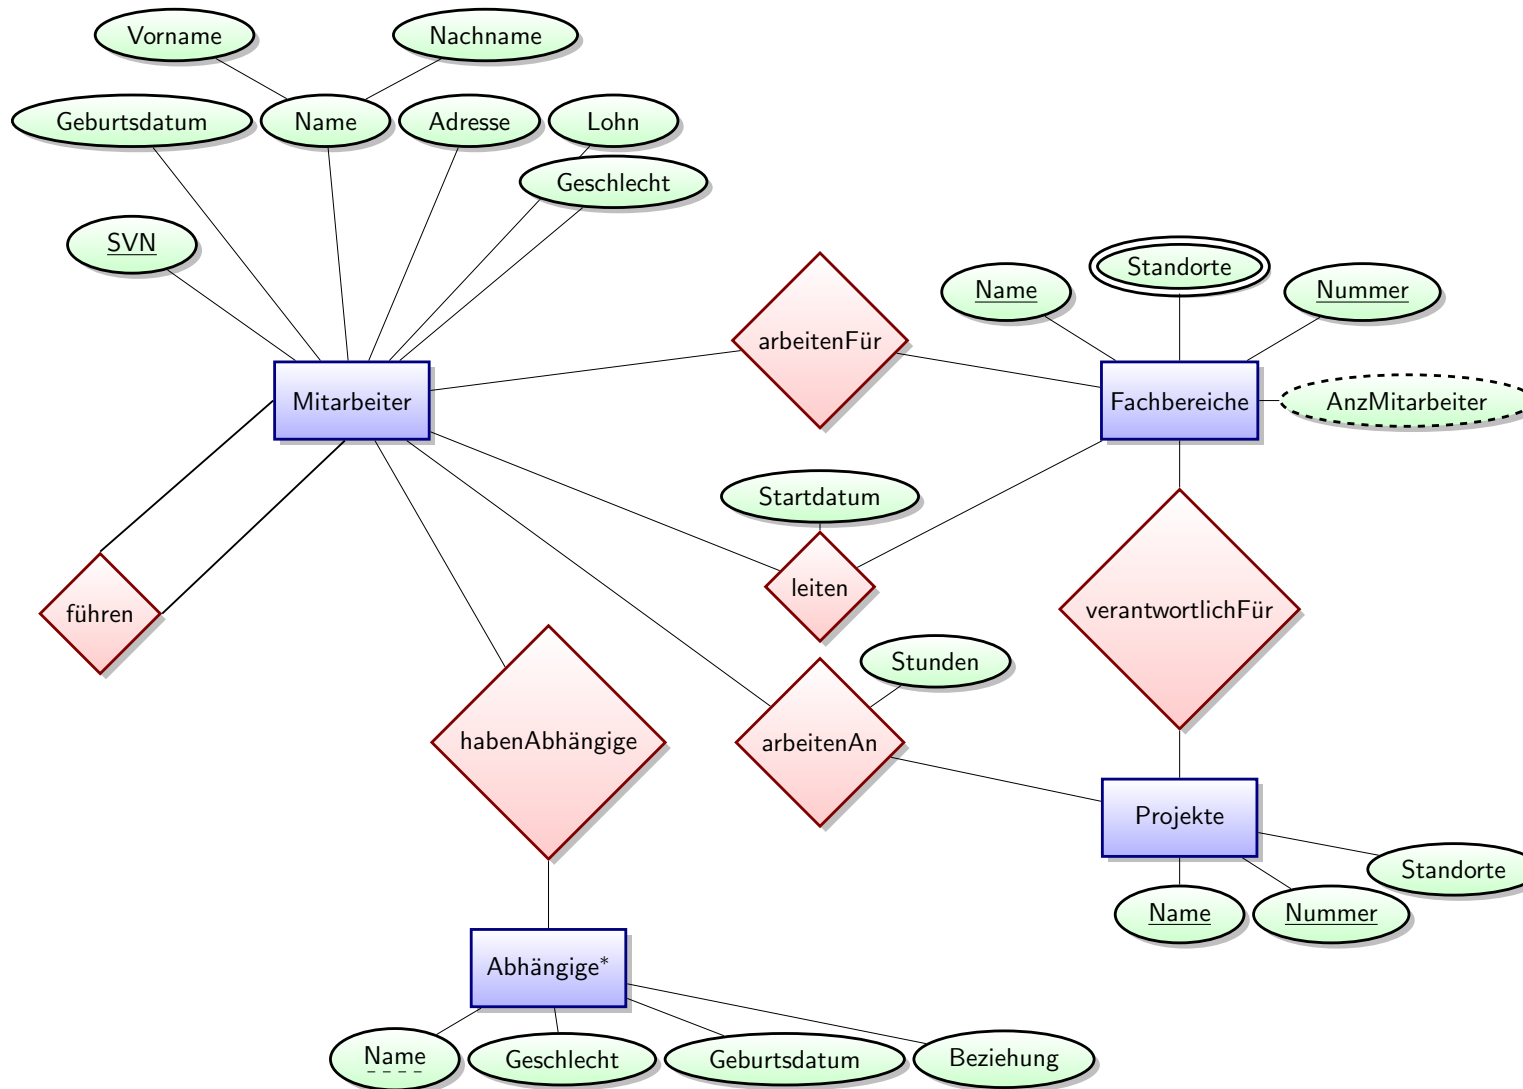 Vorname
Nachname
Geburtsdatum
Name
Adresse
Lohn
Geschlecht
SVN
Name
Standorte
Nummer
arbeitenFür
Mitarbeiter
Fachbereiche
AnzMitarbeiter
Startdatum
leiten
führen
verantwortlichFür
Stunden
habenAbhängige
arbeitenAn
Projekte
Standorte
Name
Nummer
Abhängige*
Name
Geschlecht
Geburtsdatum
Beziehung